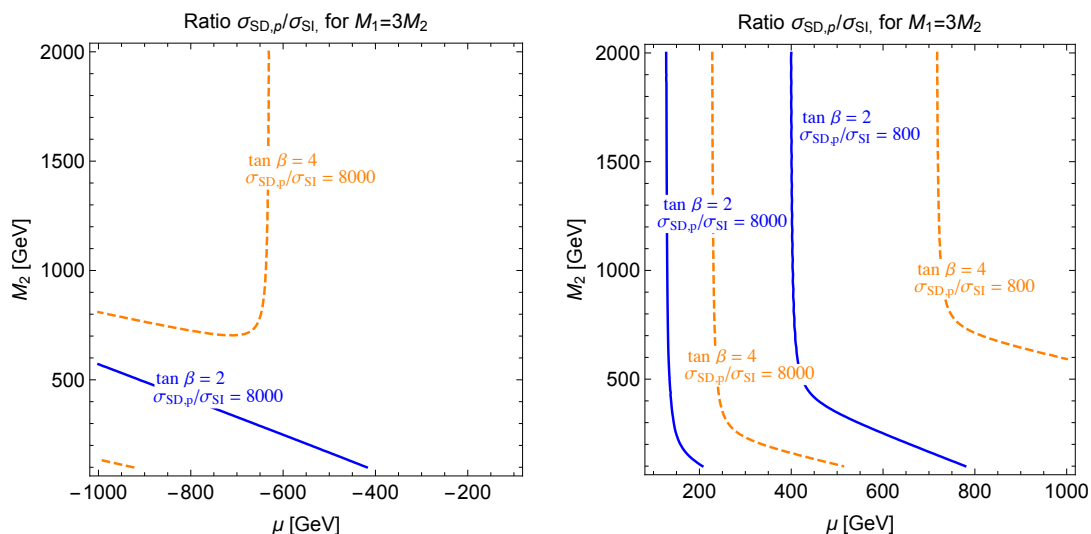 Ratio σSD,p/σSI, for M1=3M2
2000
1500
1000
500
M2 [GeV]
tan β = 4
σSD,p/σSI = 8000
tan β = 2
σSD,p/σSI = 8000
−1000
−800
−600
−400
−200
μ [GeV]
Ratio σSD,p/σSI, for M1=3M2
2000
1500
1000
500
M2 [GeV]
tan β = 2
σSD,p/σSI = 800
tan β = 2
σSD,p/σSI = 8000
tan β = 4
σSD,p/σSI = 800
tan β = 4
σSD,p/σSI = 8000
200
400
600
800
1000
μ [GeV]